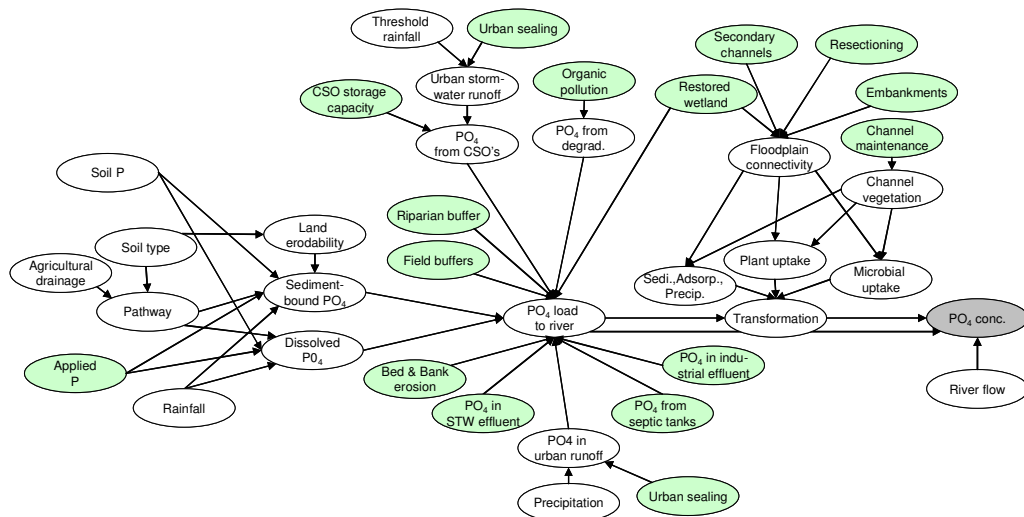 Threshold
rainfall
Urban sealing
Secondary
channels
Resectioning
CSO storage
capacity
Urban storm-
water runoff
Organic
pollution
Restored
wetland
Embankments
PO4
from CSO's
PO4 from
degrad.
Floodplain
connectivity
Channel
maintenance
Soil P
Channel
vegetation
Riparian buffer
Land
erodability
Soil type
Field buffers
Plant uptake
Agricultural
drainage
Sediment-
bound PO4
Sedi.,Adsorp.,
Precip.
Microbial
uptake
Pathway
PO4 load
to river
Transformation
PO4 conc.
Dissolved
P04
Applied
P
Bed & Bank
erosion
PO4 in indu-
strial effluent
River flow
Rainfall
PO4 in
STW effluent
PO4 from
septic tanks
PO4 in
urban runoff
Precipitation
Urban sealing